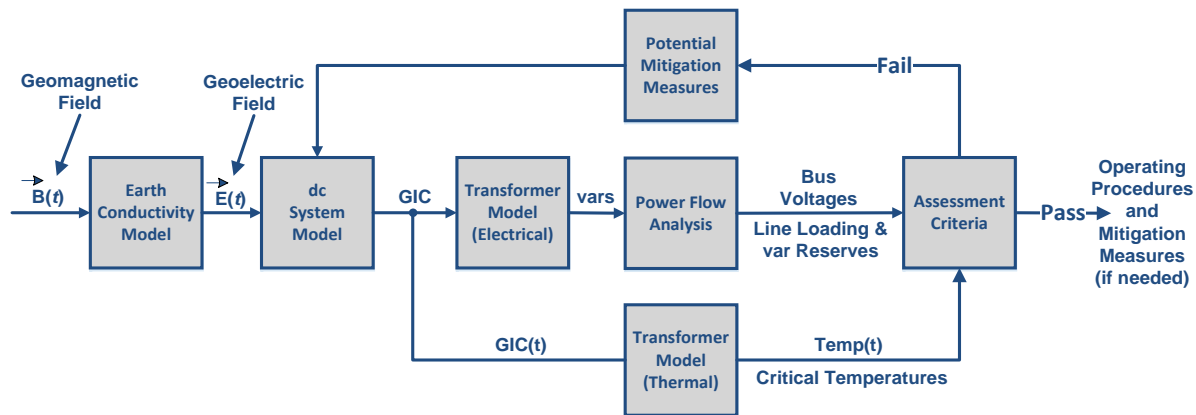 Potential
Mitigation
Measures
Fail
Geomagnetic
Field
Geoelectric
Field
B(t)
Earth
Conductivity
Model
E(t)
dc
System
Model
GIC
Transformer
Model
(Electrical)
vars
Power Flow
Analysis
Bus
Voltages
Line Loading &
var Reserves
Assessment
Criteria
Pass
Operating
Procedures
and
Mitigation
Measures
(if needed)
GIC(t)
Transformer
Model
(Thermal)
Temp(t)
Critical Temperatures